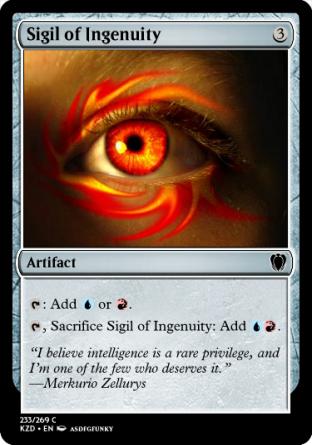 Sigil of Ingenuity 3
Artifact
: Add or .
, Sacrifice Sigil of Ingenuity: Add .
“I believe intelligence is a rare privilege, and
I'm one of the few who deserves it.”
—Merkurio Zellurys
233/269 C
KZD • EN ASDFGFUNKY